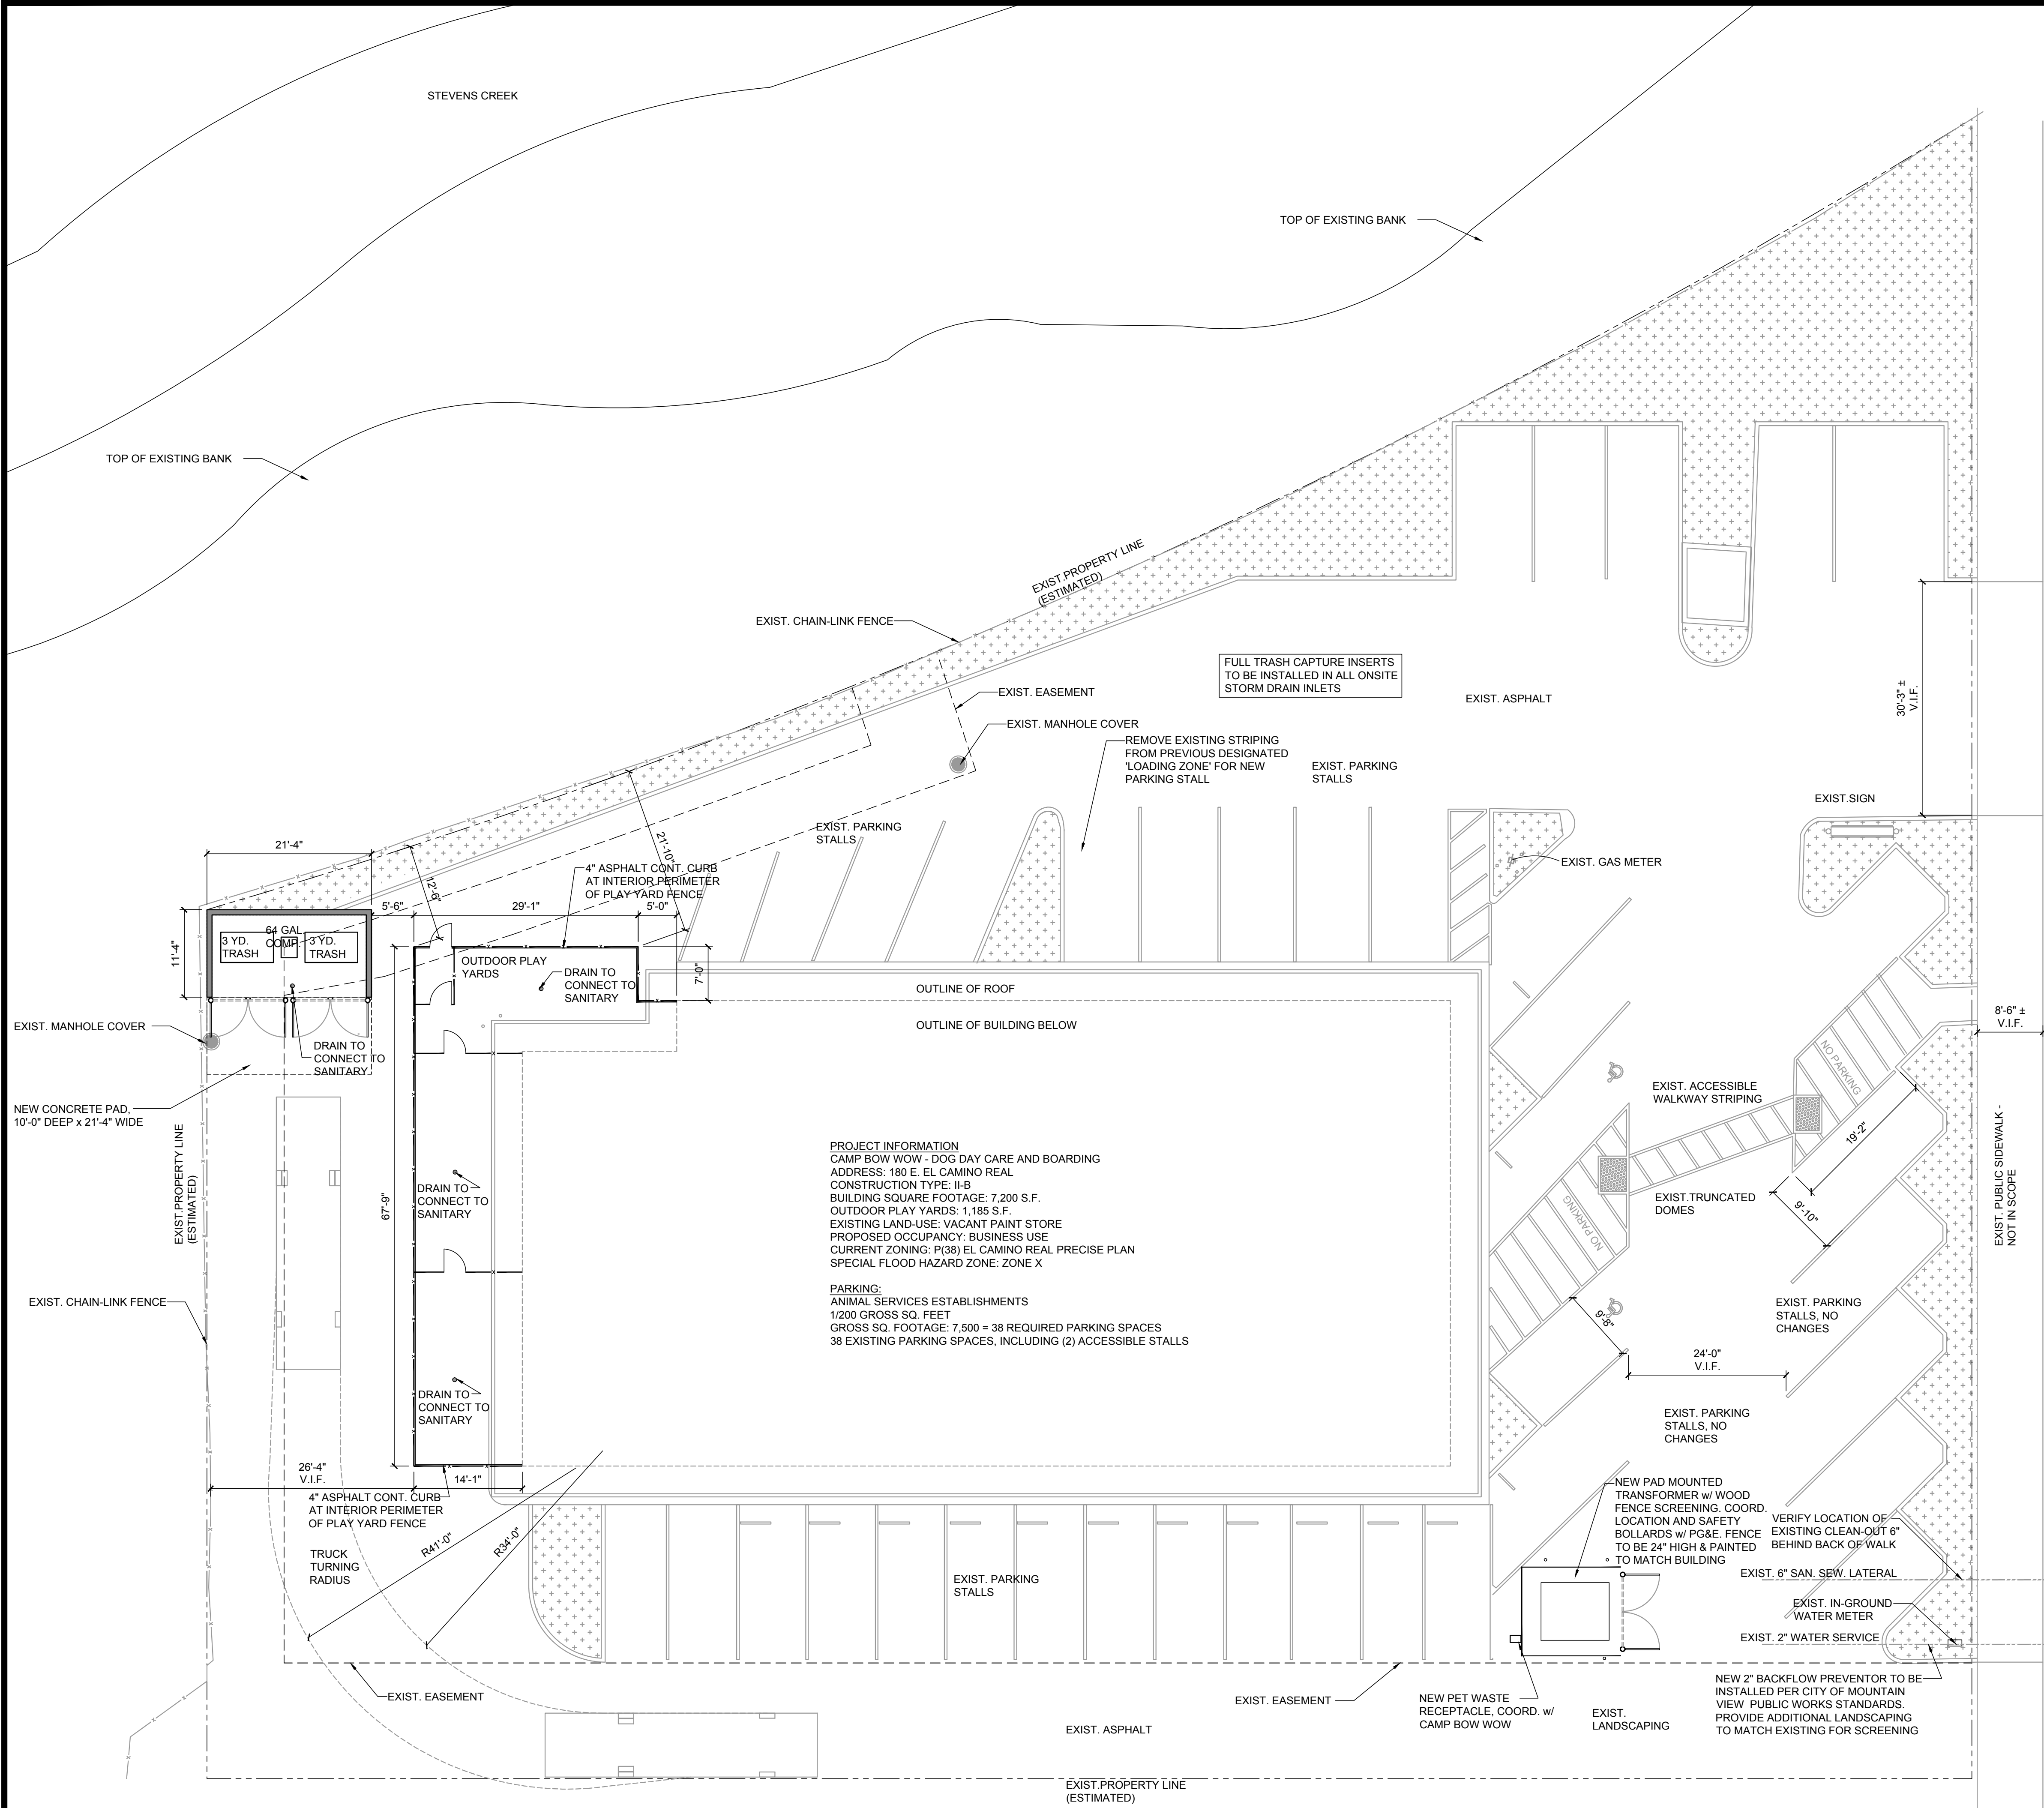 STEVENS CREEK
TOP OF EXISTING BANK
TOP OF EXISTING BANK
EXIST.PROPERTY LINE
(ESTIMATED)
EXIST. CHAIN-LINK FENCE
FULL TRASH CAPTURE INSERTS
TO BE INSTALLED IN ALL ONSITE
STORM DRAIN INLETS
EXIST. EASEMENT
EXIST. ASPHALT
30'-3" ±
V.I.F.
EXIST. MANHOLE COVER
REMOVE EXISTING STRIPING
FROM PREVIOUS DESIGNATED
'LOADING ZONE' FOR NEW
PARKING STALL
EXIST. PARKING
STALLS
EXIST.SIGN
EXIST. PARKING
STALLS
21'-10"
21'-4"
12'-6"
4" ASPHALT CONT. CURB
AT INTERIOR PERIMETER
OF PLAY YARD FENCE
EXIST. GAS METER
5'-6"
29'-1"
5'-0"
11'-4"
3 YD.
TRASH
64 GAL.
COMP.
3 YD.
TRASH
OUTDOOR PLAY
YARDS
DRAIN TO
CONNECT TO
SANITARY
7'-0"
OUTLINE OF ROOF
OUTLINE OF BUILDING BELOW
EXIST. MANHOLE COVER
DRAIN TO
CONNECT TO
SANITARY
8'-6" ±
V.I.F.
NO PARKING
EXIST. ACCESSIBLE
WALKWAY STRIPING
NEW CONCRETE PAD,
10'-0" DEEP x 21'-4" WIDE
EXIST.PROPERTY LINE
(ESTIMATED)
67'-9"
DRAIN TO
CONNECT TO
SANITARY
PROJECT INFORMATION
CAMP BOW WOW - DOG DAY CARE AND BOARDING
ADDRESS: 180 E. EL CAMINO REAL
CONSTRUCTION TYPE: II-B
BUILDING SQUARE FOOTAGE: 7,200 S.F.
OUTDOOR PLAY YARDS: 1,185 S.F.
EXISTING LAND-USE: VACANT PAINT STORE
PROPOSED OCCUPANCY: BUSINESS USE
CURRENT ZONING: P(38) EL CAMINO REAL PRECISE PLAN
SPECIAL FLOOD HAZARD ZONE: ZONE X
PARKING:
ANIMAL SERVICES ESTABLISHMENTS
1/200 GROSS SQ. FEET
GROSS SQ. FOOTAGE: 7,500 = 38 REQUIRED PARKING SPACES
38 EXISTING PARKING SPACES, INCLUDING (2) ACCESSIBLE STALLS
19'-2"
EXIST. PUBLIC SIDEWALK -
NOT IN SCOPE
EXIST.TRUNCATED
DOMES
9'-10"
NO PARKING
EXIST. CHAIN-LINK FENCE
9'-8"
EXIST. PARKING
STALLS, NO
CHANGES
24'-0"
V.I.F.
DRAIN TO
CONNECT TO
SANITARY
EXIST. PARKING
STALLS, NO
CHANGES
26'-4"
V.I.F.
14'-1"
4" ASPHALT CONT. CURB
AT INTERIOR PERIMETER
OF PLAY YARD FENCE
R41'-0"
R34'-0"
TRUCK
TURNING
RADIUS
EXIST. PARKING
STALLS
NEW PAD MOUNTED
TRANSFORMER w/ WOOD
FENCE SCREENING. COORD.
LOCATION AND SAFETY
BOLLARDS w/ PG&E. FENCE
TO BE 24" HIGH & PAINTED
TO MATCH BUILDING
VERIFY LOCATION OF
EXISTING CLEAN-OUT 6"
BEHIND BACK OF WALK
EXIST. 6" SAN. SEW. LATERAL
EXIST. IN-GROUND
WATER METER
EXIST. 2" WATER SERVICE
EXIST. EASEMENT
EXIST. EASEMENT
NEW PET WASTE
RECEPTACLE, COORD. w/
CAMP BOW WOW
EXIST.
LANDSCAPING
NEW 2" BACKFLOW PREVENTOR TO BE
INSTALLED PER CITY OF MOUNTAIN
VIEW PUBLIC WORKS STANDARDS.
PROVIDE ADDITIONAL LANDSCAPING
TO MATCH EXISTING FOR SCREENING
EXIST. ASPHALT
EXIST.PROPERTY LINE
(ESTIMATED)